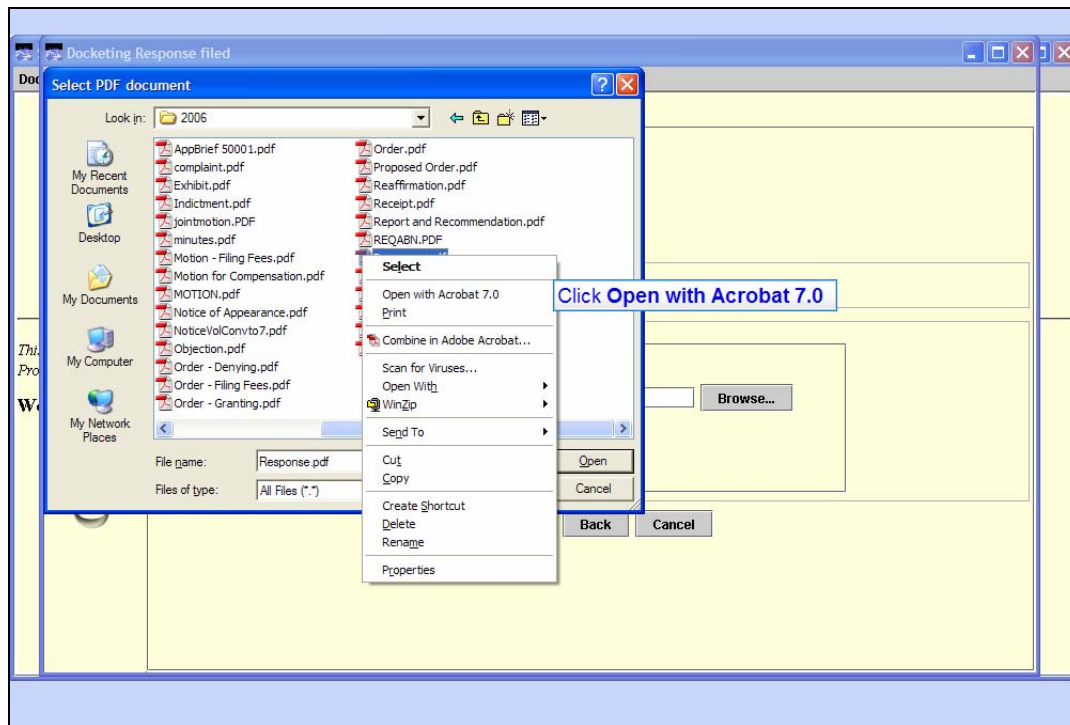 Docketing Response filed
Doc
Select PDF document
Look in:
2006
My Recent
Documents
Desktop
My Documents
My Computer
My Network
Places
AppBrief 50001.pdf
complaint.pdf
Exhibit.pdf
Indictment.pdf
jointmotion.PDF
minutes.pdf
Motion - Filing Fees.pdf
Motion for Compensation.pdf
MOTION.pdf
Notice of Appearance.pdf
NoticeVolConvto7.pdf
Objection.pdf
Order - Denying.pdf
Order - Filing Fees.pdf
Order - Granting.pdf
Order.pdf
Proposed Order.pdf
Reaffirmation.pdf
Receipt.pdf
Report and Recommendation.pdf
REQABN.PDF
Select
Open with Acrobat 7.0
Print
Combine in Adobe Acrobat...
Scan for Viruses...
Open With
WinZip
Send To
Cut
Copy
Create Shortcut
Delete
Rename
Properties
Click Open with Acrobat 7.0
File name:
Response.pdf
Open
Files of type:
All Files (*.*)
Cancel
Thi
Pro
We
Browse...
Back
Cancel